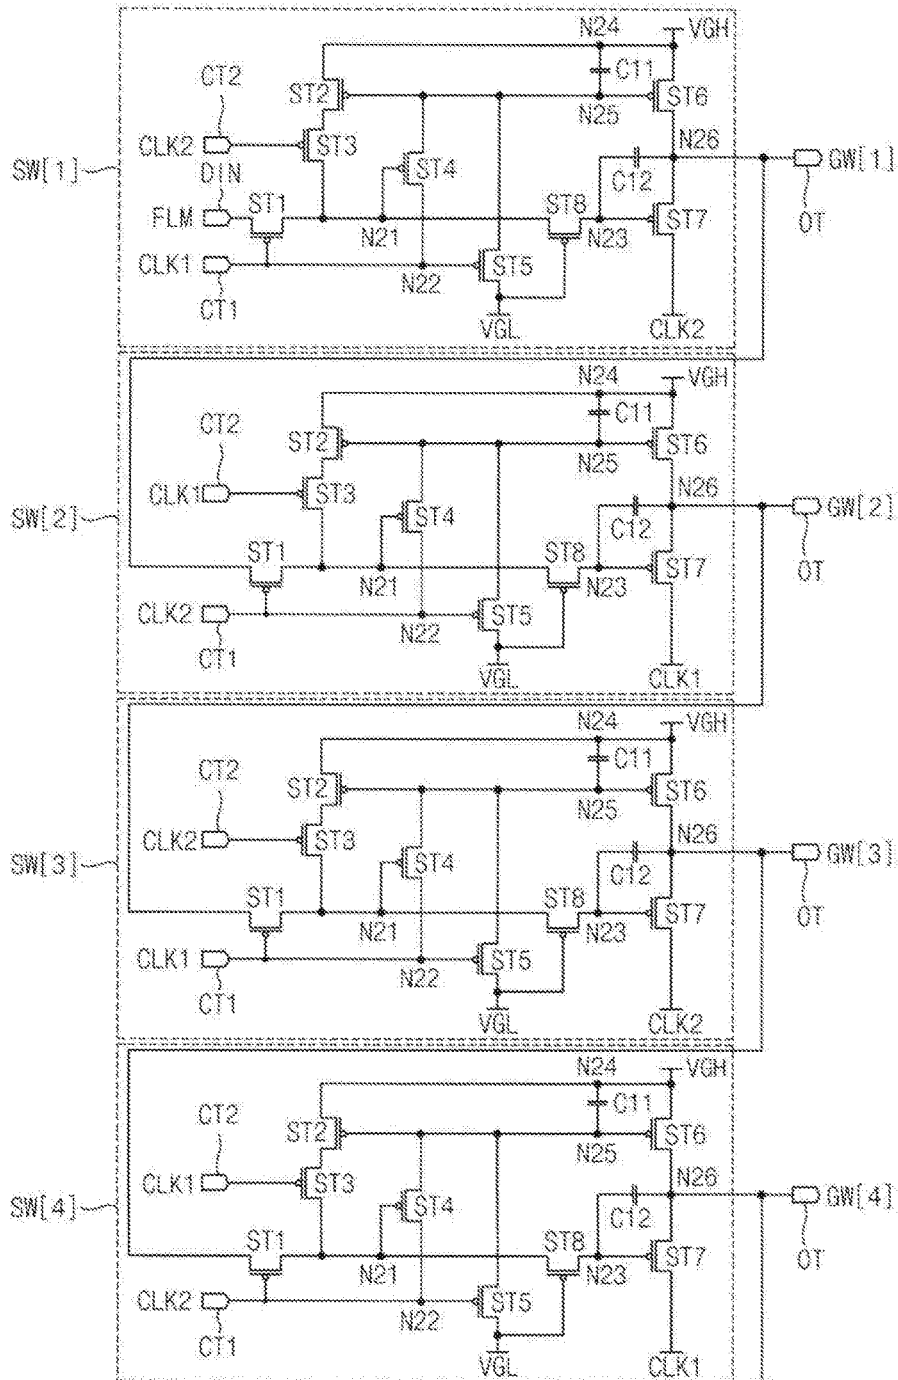 N24 VGH
CT2 C11
ST2 ST6
N25
CLK2 ST3 N26
SW[1] DIN ST4 C12 GW[1]
FLM ST1 ST8 ST7 OT
N21 N23
CLK1 N22 ST5
CT1
VGL CLK2
N24 VGH
CT2 C11
ST2 ST6
N25
CLK1 ST3 N26
SW[2] ST4 C12 GW[2]
ST1 ST8 ST7 OT
N21 N23
CLK2 N22 ST5
CT1
VGL CLK1
N24 VGH
CT2 C11
ST2 ST6
N25
CLK2 ST3 N26
SW[3] ST4 C12 GW[3]
ST1 ST8 ST7 OT
N21 N23
CLK1 N22 ST5
CT1
VGL CLK2
N24 VGH
CT2 C11
ST2 ST6
N25
CLK1 ST3 N26
SW[4] ST4 C12 GW[4]
ST1 ST8 ST7 OT
N21 N23
CLK2 N22 ST5
CT1
VGL CLK1